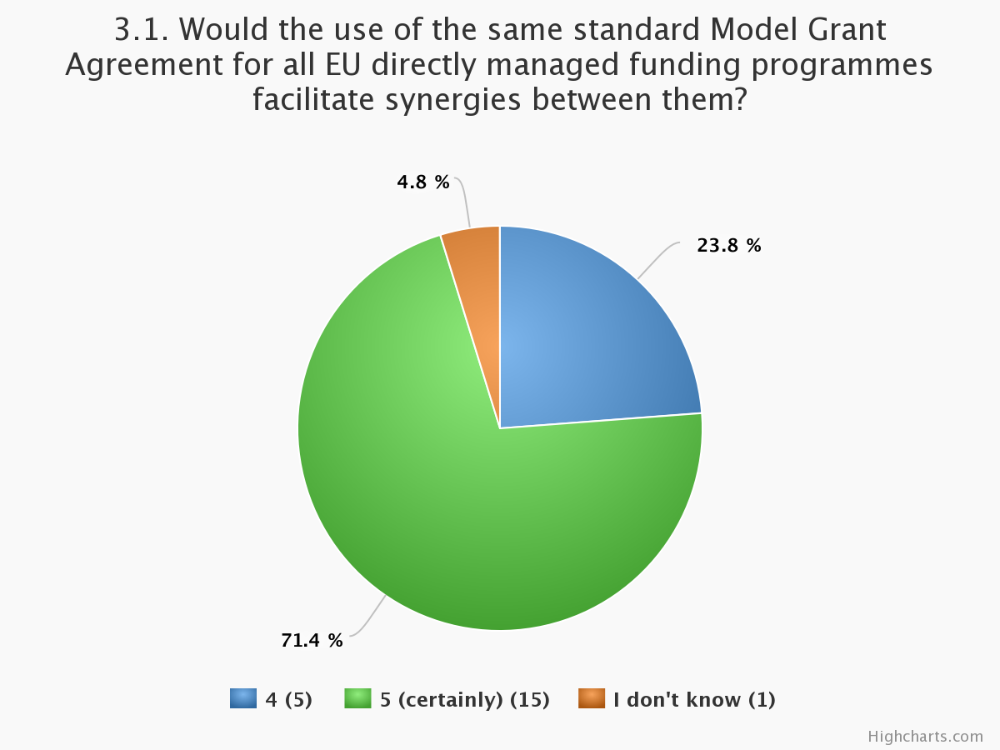 3.1. Would the use of the same standard Model Grant
Agreement for all EU directly managed funding programmes
facilitate synergies between them?
4.8 %
23.8 %
71.4 %
4 (5)
5 (certainly) (15)
I don't know (1)
Highcharts.com